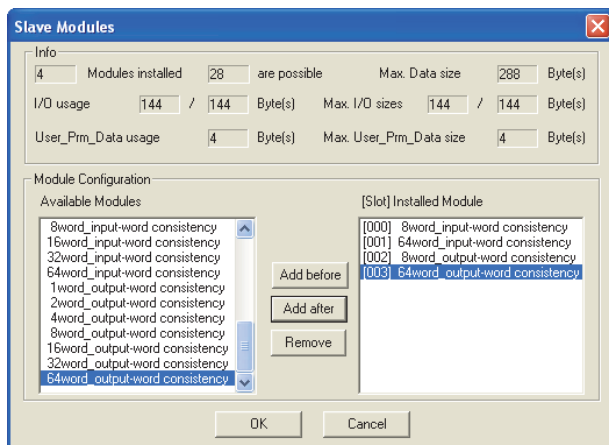 Slave Modules
Info
4 Modules installed 28 are possible Max. Data size 288 Byte(s)
I/O usage 144 / 144 Byte(s) Max. I/O sizes 144 / 144 Byte(s)
User_Prm_Data usage 4 Byte(s) Max. User_Prm_Data size 4 Byte(s)
Module Configuration
Available Modules
8word_input-word consistency
16word_input-word consistency
32word_input-word consistency
64word_input-word consistency
1word_output-word consistency
2word_output-word consistency
4word_output-word consistency
8word_output-word consistency
16word_output-word consistency
32word_output-word consistency
64word_output-word consistency
Add before
Add after
Remove
[Slot] Installed Module
[000] 8word_input-word consistency
[001] 64word_input-word consistency
[002] 8word_output-word consistency
[003] 64word_output-word consistency
OK Cancel